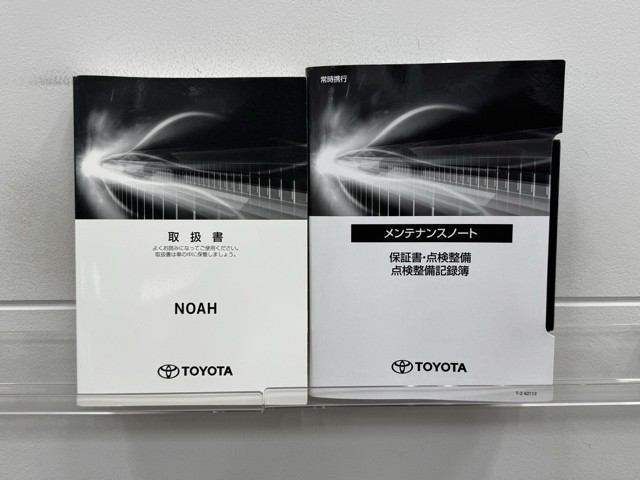 取扱書
よくお読みになってご使用ください。
取扱書は車の中に保管しましょう。
NOAH
TOYOTA
常時携行
メンテナンスノート
保証書・点検整備
点検整備記録簿
TOYOTA
T-2 62112